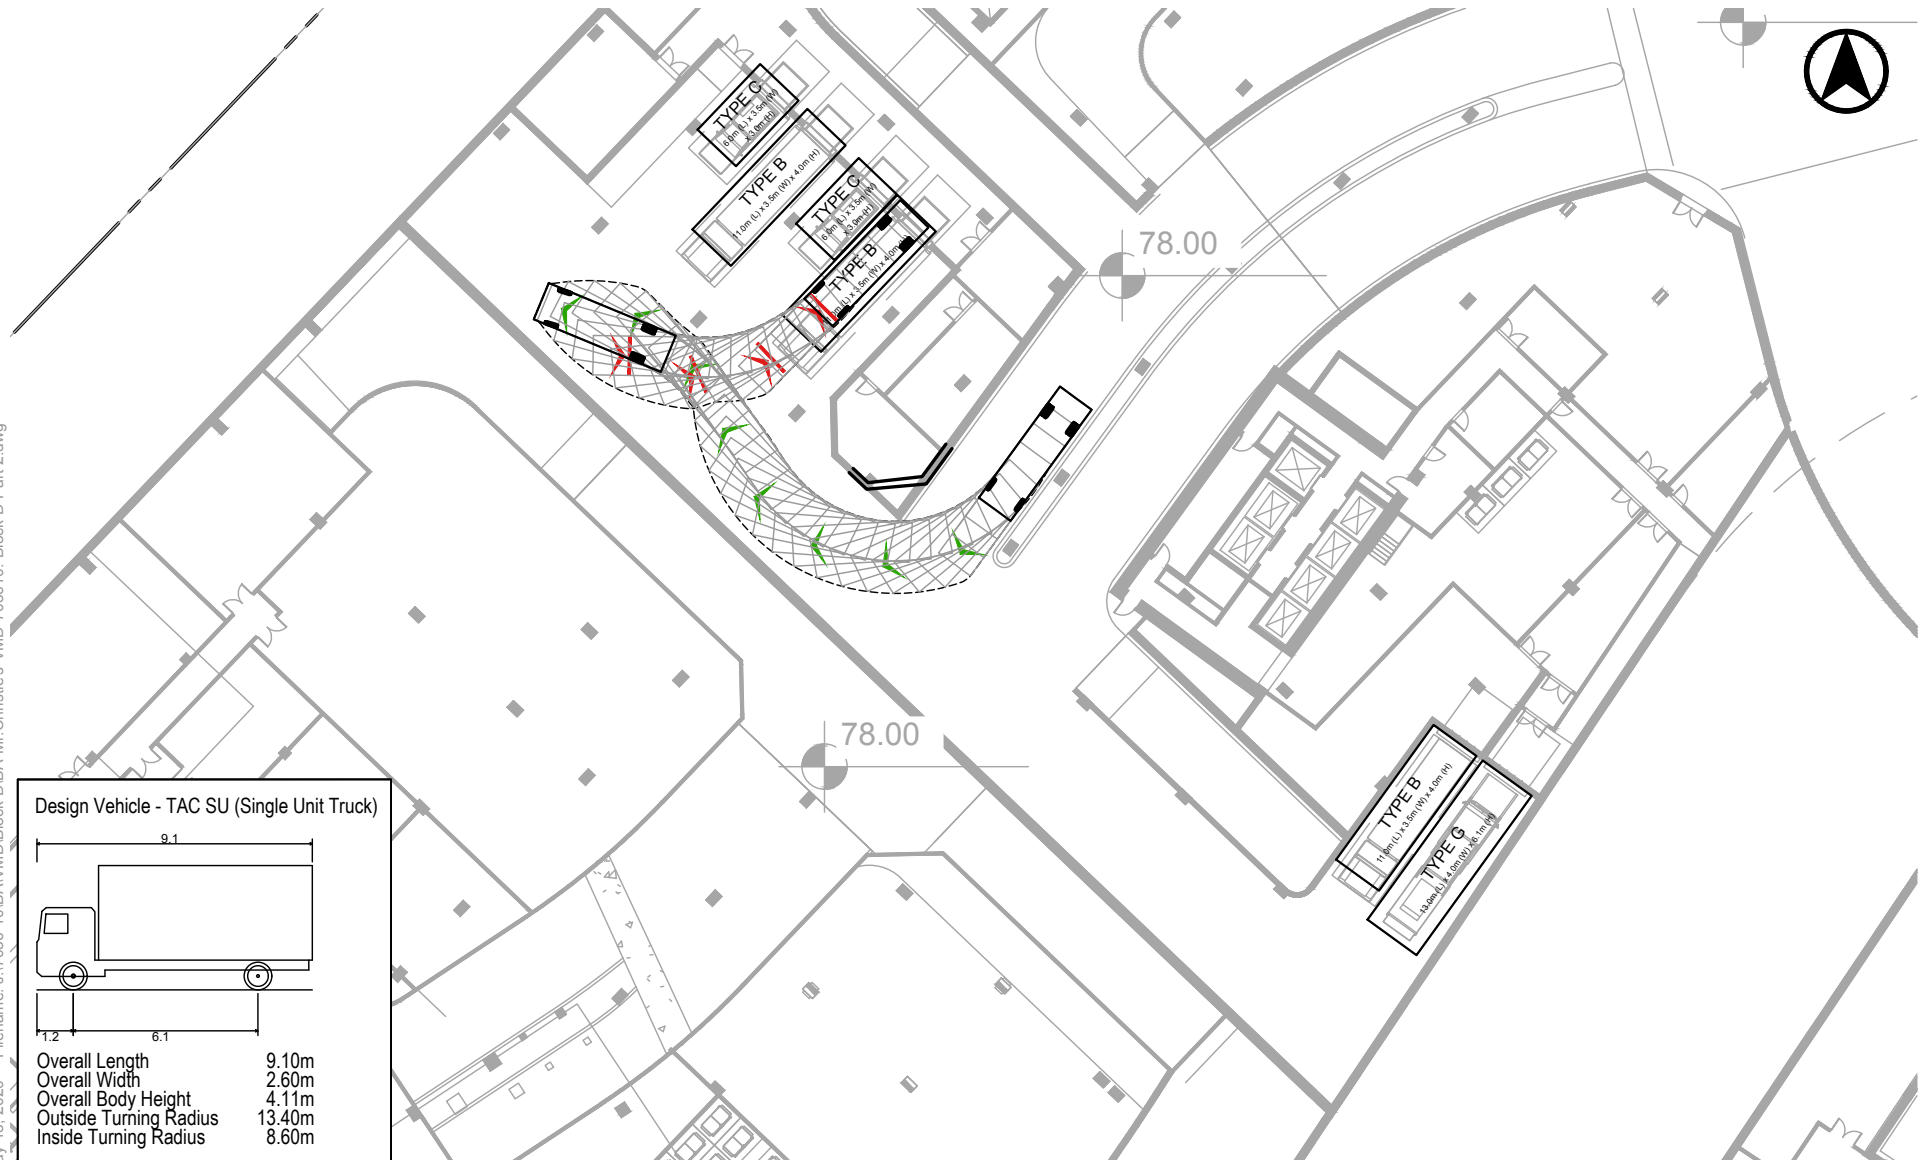 TYPE C
6.0m (L) x 3.5m (W)
x 3.0m (H)
TYPE B
11.0m (L) x 3.5m (W) x 4.0m (H)
TYPE C
6.0m (L) x 3.5m (W)
x 3.0m (H)
TYPE B
(L) x 3.5m (W) x 4.0m (H)
78.00
78.00
TYPE B
11.0m (L) x 3.5m (W) x 4.0m (H)
TYPE G
13.0m (L) x 4.0m (W) x 6.1m (H)
Design Vehicle - TAC SU (Single Unit Truck)
9.1
1.2
6.1
Overall Length 9.10m
Overall Width 2.60m
Overall Body Height 4.11m
Outside Turning Radius 13.40m
Inside Turning Radius 8.60m